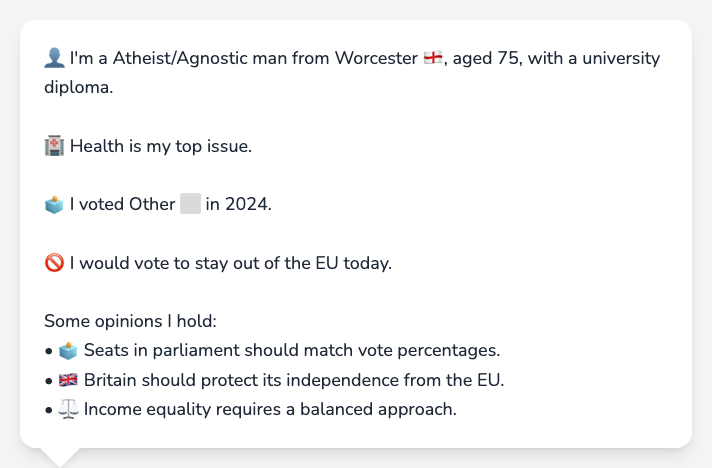 👤 I'm a Atheist/Agnostic man from Worcester 🏴󠁧󠁢󠁥󠁮󠁧󠁿, aged 75, with a university
diploma.
🏥 Health is my top issue.
🗳️ I voted Other ⬜ in 2024.
🚫 I would vote to stay out of the EU today.
Some opinions I hold:
• 🗳️ Seats in parliament should match vote percentages.
• 🇬🇧 Britain should protect its independence from the EU.
• ⚖️ Income equality requires a balanced approach.